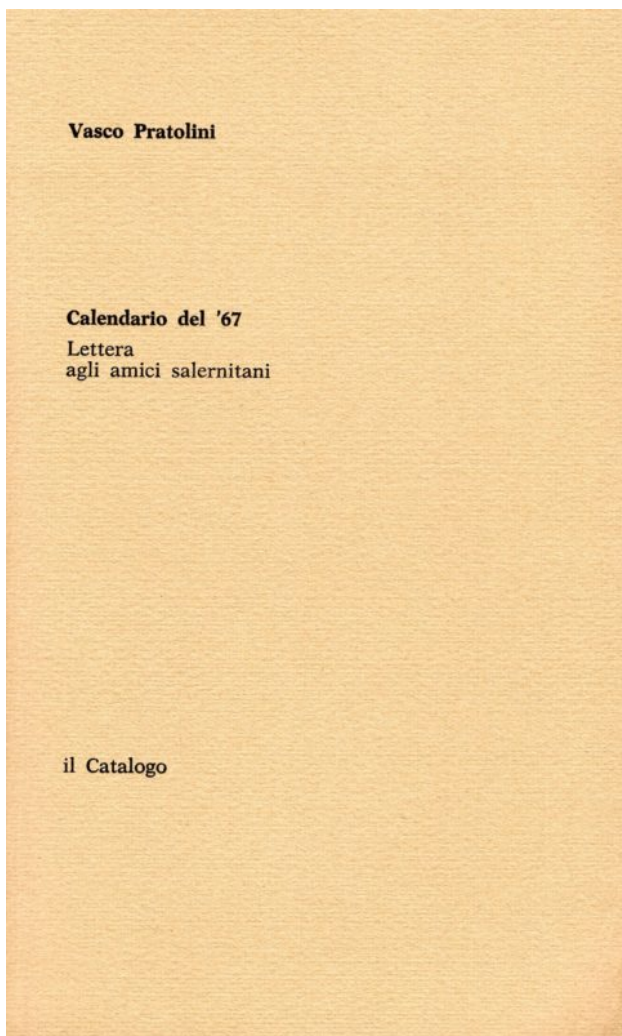 Vasco Pratolini
Calendario del '67
Lettera
agli amici salernitani
il Catalogo